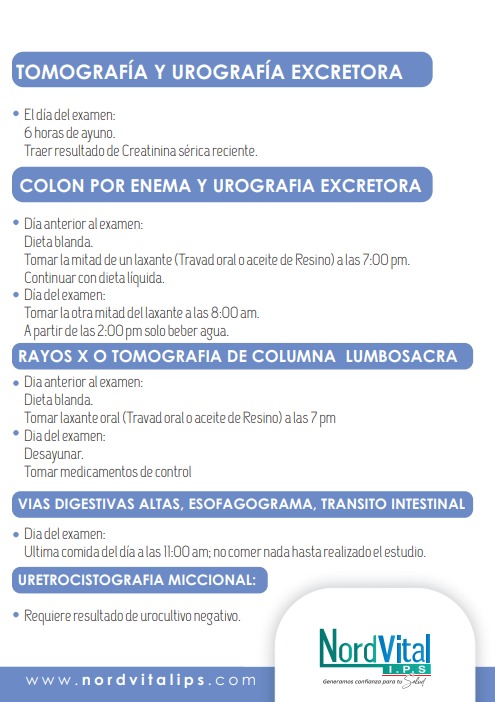 TOMOGRAFÍA Y UROGRAFÍA EXCRETORA
• El día del examen:
6 horas de ayuno.
Traer resultado de Creatinina sérica reciente.
COLON POR ENEMA Y UROGRAFIA EXCRETORA
• Día anterior al examen:
Dieta blanda.
Tomar la mitad de un laxante (Travad oral o aceite de Resino) a las 7:00 pm.
Continuar con dieta líquida.
• Día del examen:
Tomar la otra mitad del laxante a las 8:00 am.
A partir de las 2:00 pm solo beber agua.
RAYOS X O TOMOGRAFIA DE COLUMNA LUMBOSACRA
• Dia anterior al examen:
Dieta blanda.
Tomar laxante oral (Travad oral o aceite de Resino) a las 7 pm
• Dia del examen:
Desayunar.
Tomar medicamentos de control
VIAS DIGESTIVAS ALTAS, ESOFAGOGRAMA, TRANSITO INTESTINAL
• Dia del examen:
Ultima comida del día a las 11:00 am; no comer nada hasta realizado el estudio.
URETROCISTOGRAFIA MICCIONAL:
• Requiere resultado de urocultivo negativo.
NordVital
I.P.S
Generamos confianza para tu Salud
www.nordvitalips.com